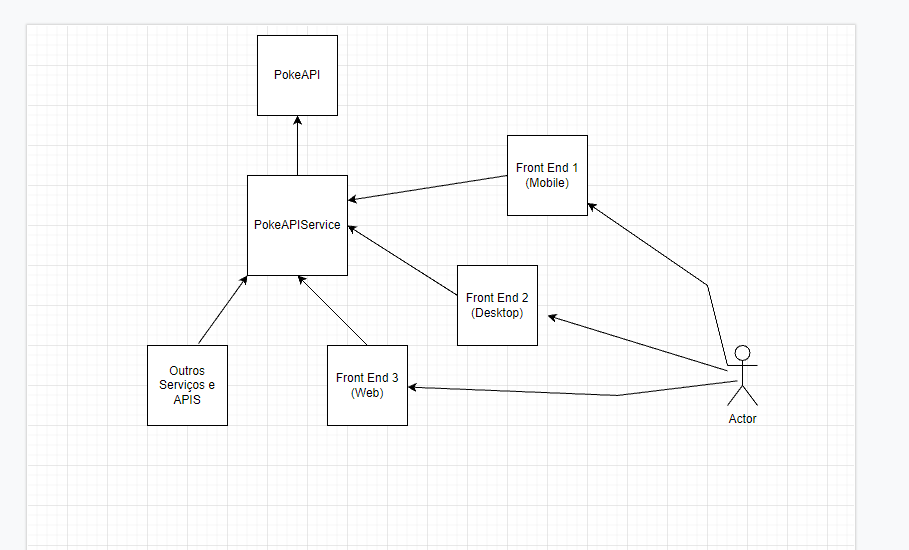 PokeAPI
Front End 1
(Mobile)
PokeAPIService
Front End 2
(Desktop)
Outros
Serviços e
APIS
Front End 3
(Web)
Actor